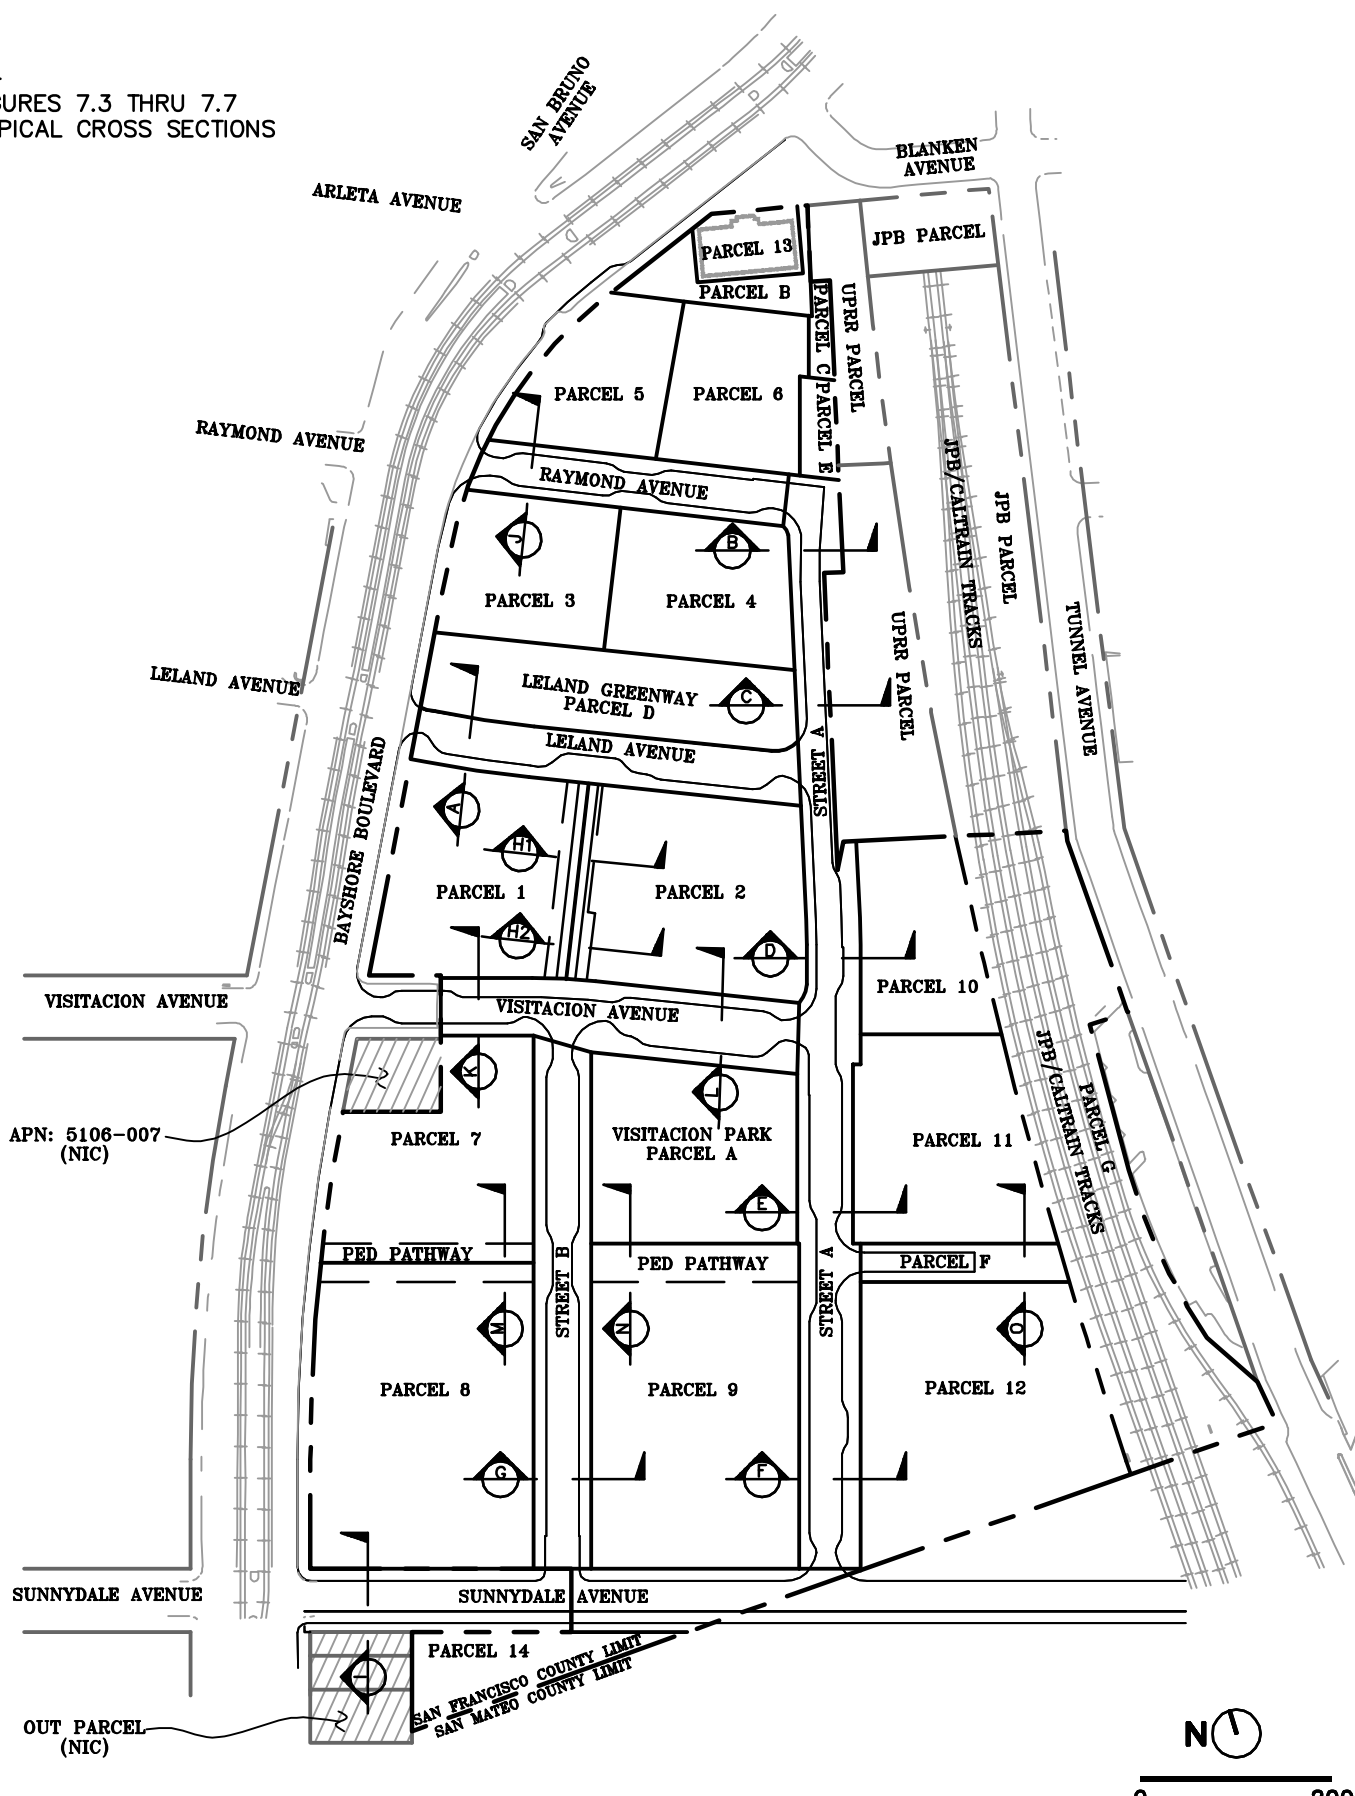 URES 7.3 THRU 7.7
PICAL CROSS SECTIONS
SAN BRUNO
AVENUE
BLANKEN
AVENUE
ARLETA AVENUE
JPB PARCEL
PARCEL 13
PARCEL B
PARCEL C
UPRR PARCEL
PARCEL 5
PARCEL 6
PARCEL E
RAYMOND AVENUE
RAYMOND AVENUE
JPB/CALTRAIN TRACKS
JPB PARCEL
J
B
PARCEL 3
PARCEL 4
UPRR PARCEL
TUNNEL AVENUE
LELAND AVENUE
LELAND GREENWAY
PARCEL D
C
LELAND AVENUE
STREET A
BAYSHORE BOULEVARD
A
H1
PARCEL 1
PARCEL 2
H2
D
PARCEL 10
VISITACION AVENUE
VISITACION AVENUE
JPB/CALTRAIN TRACKS
PARCEL G
K
L
APN: 5106-007
(NIC)
PARCEL 7
VISITACION PARK
PARCEL A
PARCEL 11
E
PED PATHWAY
STREET B
PED PATHWAY
STREET A
PARCEL F
M
N
O
PARCEL 8
PARCEL 9
PARCEL 12
G
F
SUNNYDALE AVENUE
SUNNYDALE AVENUE
PARCEL 14
I
SAN FRANCISCO COUNTY LIMIT
SAN MATEO COUNTY LIMIT
OUT PARCEL
(NIC)
N